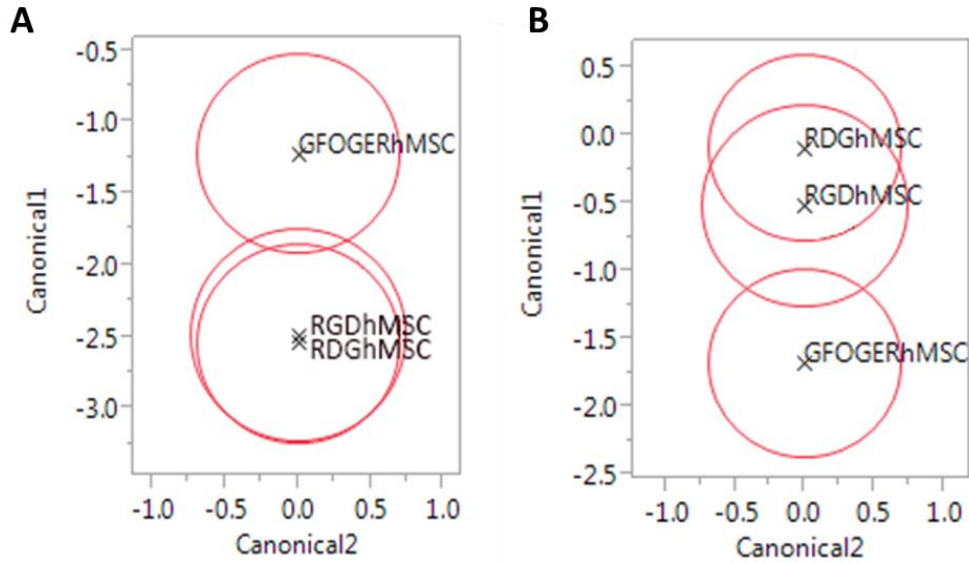 A
-0.5
-1.0
-1.5
-2.0
-2.5
-3.0
Canonical1
GFOGERhMSC
RGDhMSC
RDGhMSC
-1.0 -0.5 0.0 0.5 1.0
Canonical2
B
0.5
0.0
-0.5
-1.0
-1.5
-2.0
-2.5
Canonical1
RDGhMSC
RGDhMSC
GFOGERhMSC
-1.0 -0.5 0.0 0.5 1.0
Canonical2